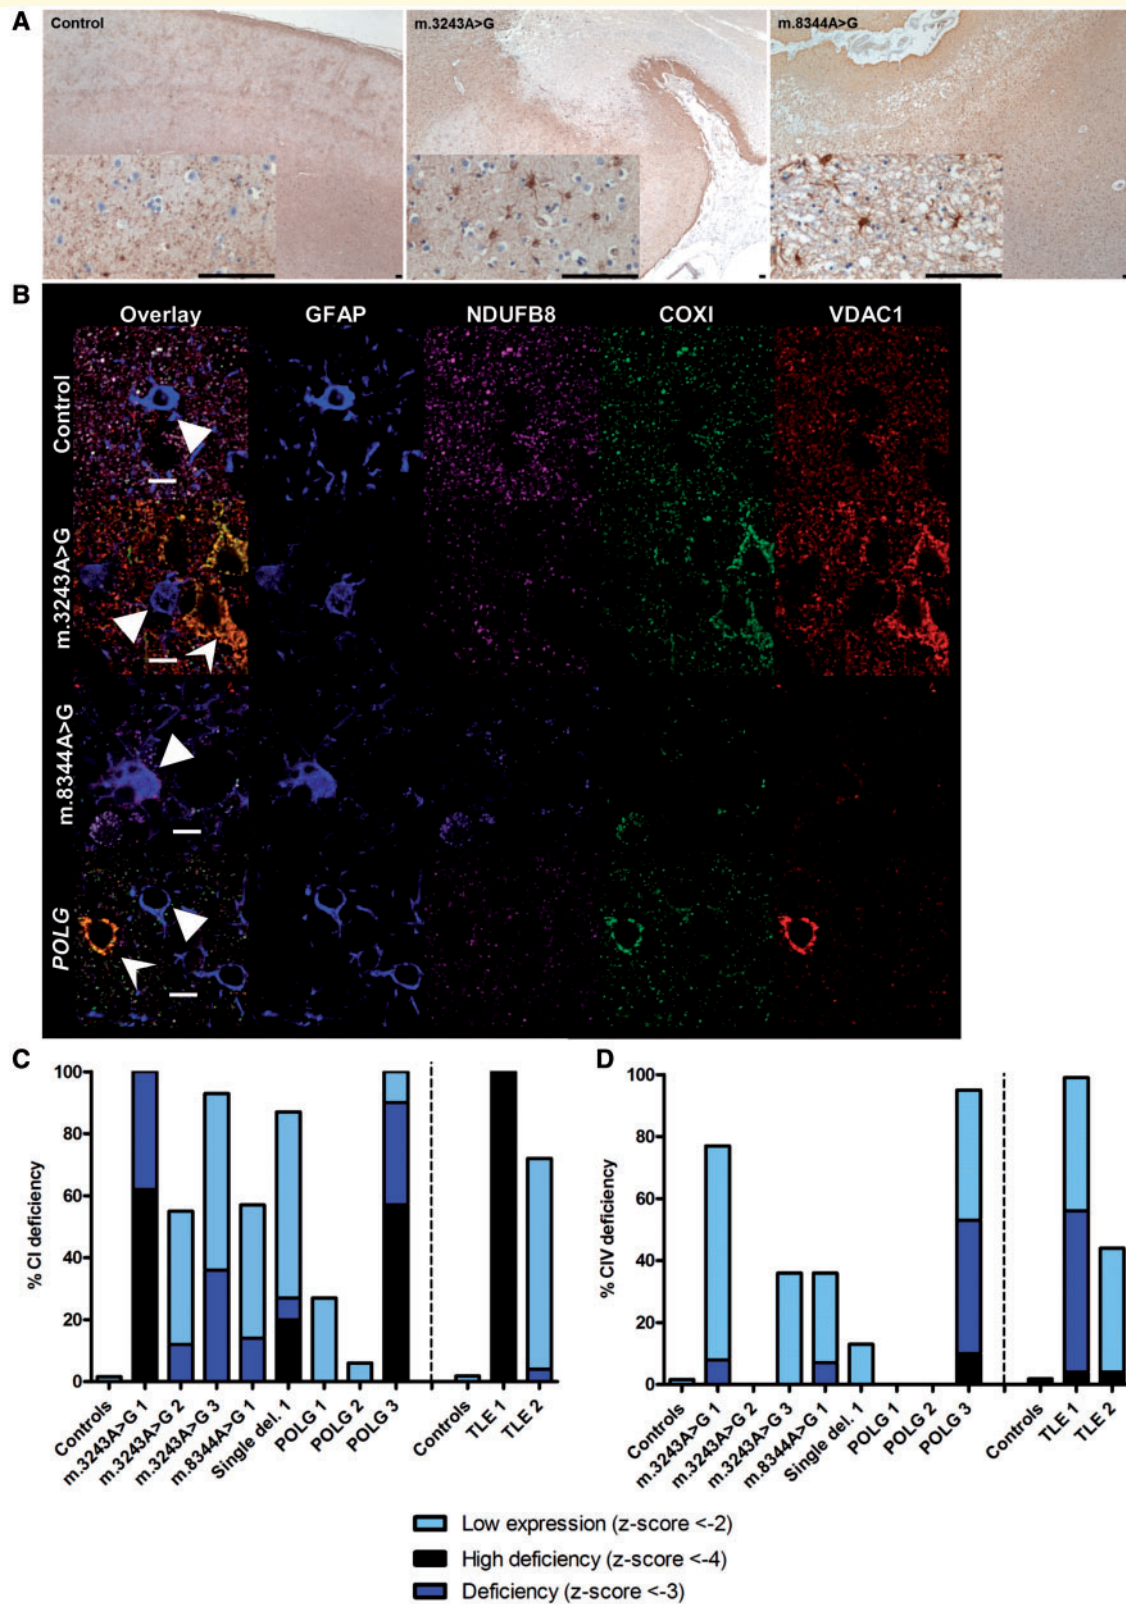 A
Control
m.3243A>G
m.8344A>G
B
Overlay
GFAP
NDUFB8
COXI
VDAC1
Control
m.3243A>G
m.8344A>G
POLG
C
% CI deficiency
100
80
60
40
20
0
Controls
m.3243A>G 1
m.3243A>G 2
m.3243A>G 3
m.8344A>G 1
Single del. 1
POLG 1
POLG 2
POLG 3
Controls
TLE 1
TLE 2
D
% CIV deficiency
100
80
60
40
20
0
Controls
m.3243A>G 1
m.3243A>G 2
m.3243A>G 3
m.8344A>G 1
Single del. 1
POLG 1
POLG 2
POLG 3
Controls
TLE 1
TLE 2
Low expression (z-score <-2)
High deficiency (z-score <-4)
Deficiency (z-score <-3)